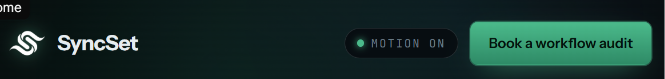 ome
SyncSet
MOTION ON
Book a workflow audit